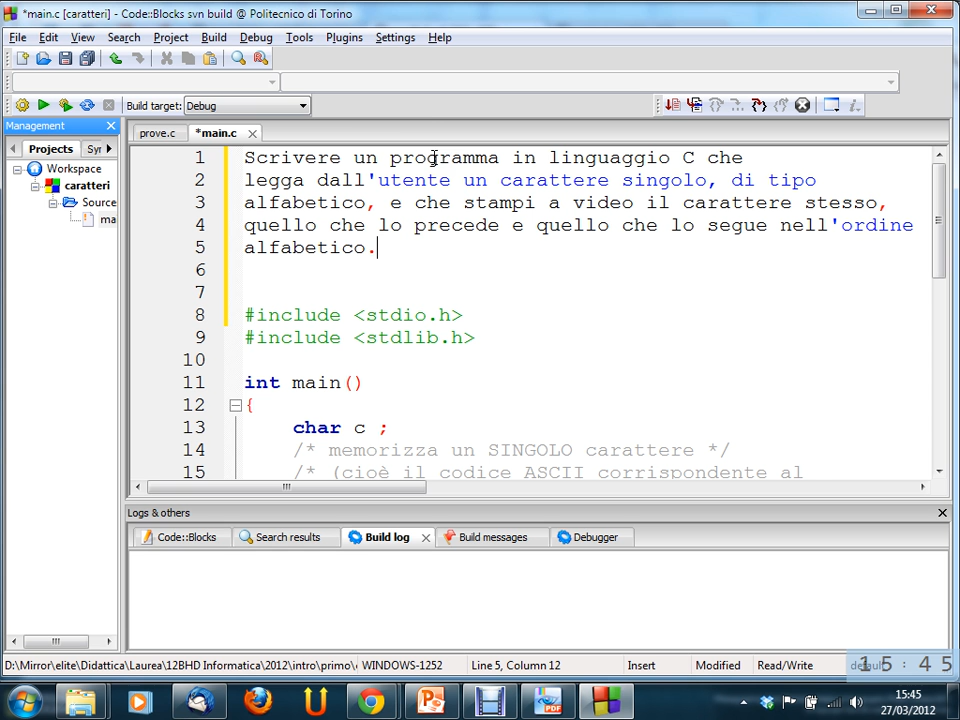 *main.c [caratteri] - Code::Blocks svn build @ Politecnico di Torino
File Edit View Search Project Build Debug Tools Plugins Settings Help
Build target: Debug
Management
prove.c *main.c
Projects Sy
Workspace
caratteri
Source
ma
1 Scrivere un programma in linguaggio C che
2 legga dall'utente un carattere singolo, di tipo
3 alfabetico, e che stampi a video il carattere stesso,
4 quello che lo precede e quello che lo segue nell'ordine
5 alfabetico.
6
7
8 #include <stdio.h>
9 #include <stdlib.h>
10
11 int main()
12 {
13 char c ;
14 /* memorizza un SINGOLO carattere */
15 /* (cioè il codice ASCII corrispondente al
Logs & others
Code::Blocks Search results Build log Build messages Debugger
D:\Mirror\elite\Didattica\Laurea\12BHD Informatica\2012\intro\primo\ WINDOWS-1252 Line 5, Column 12 Insert Modified Read/Write default
15:45
15:45
27/03/2012